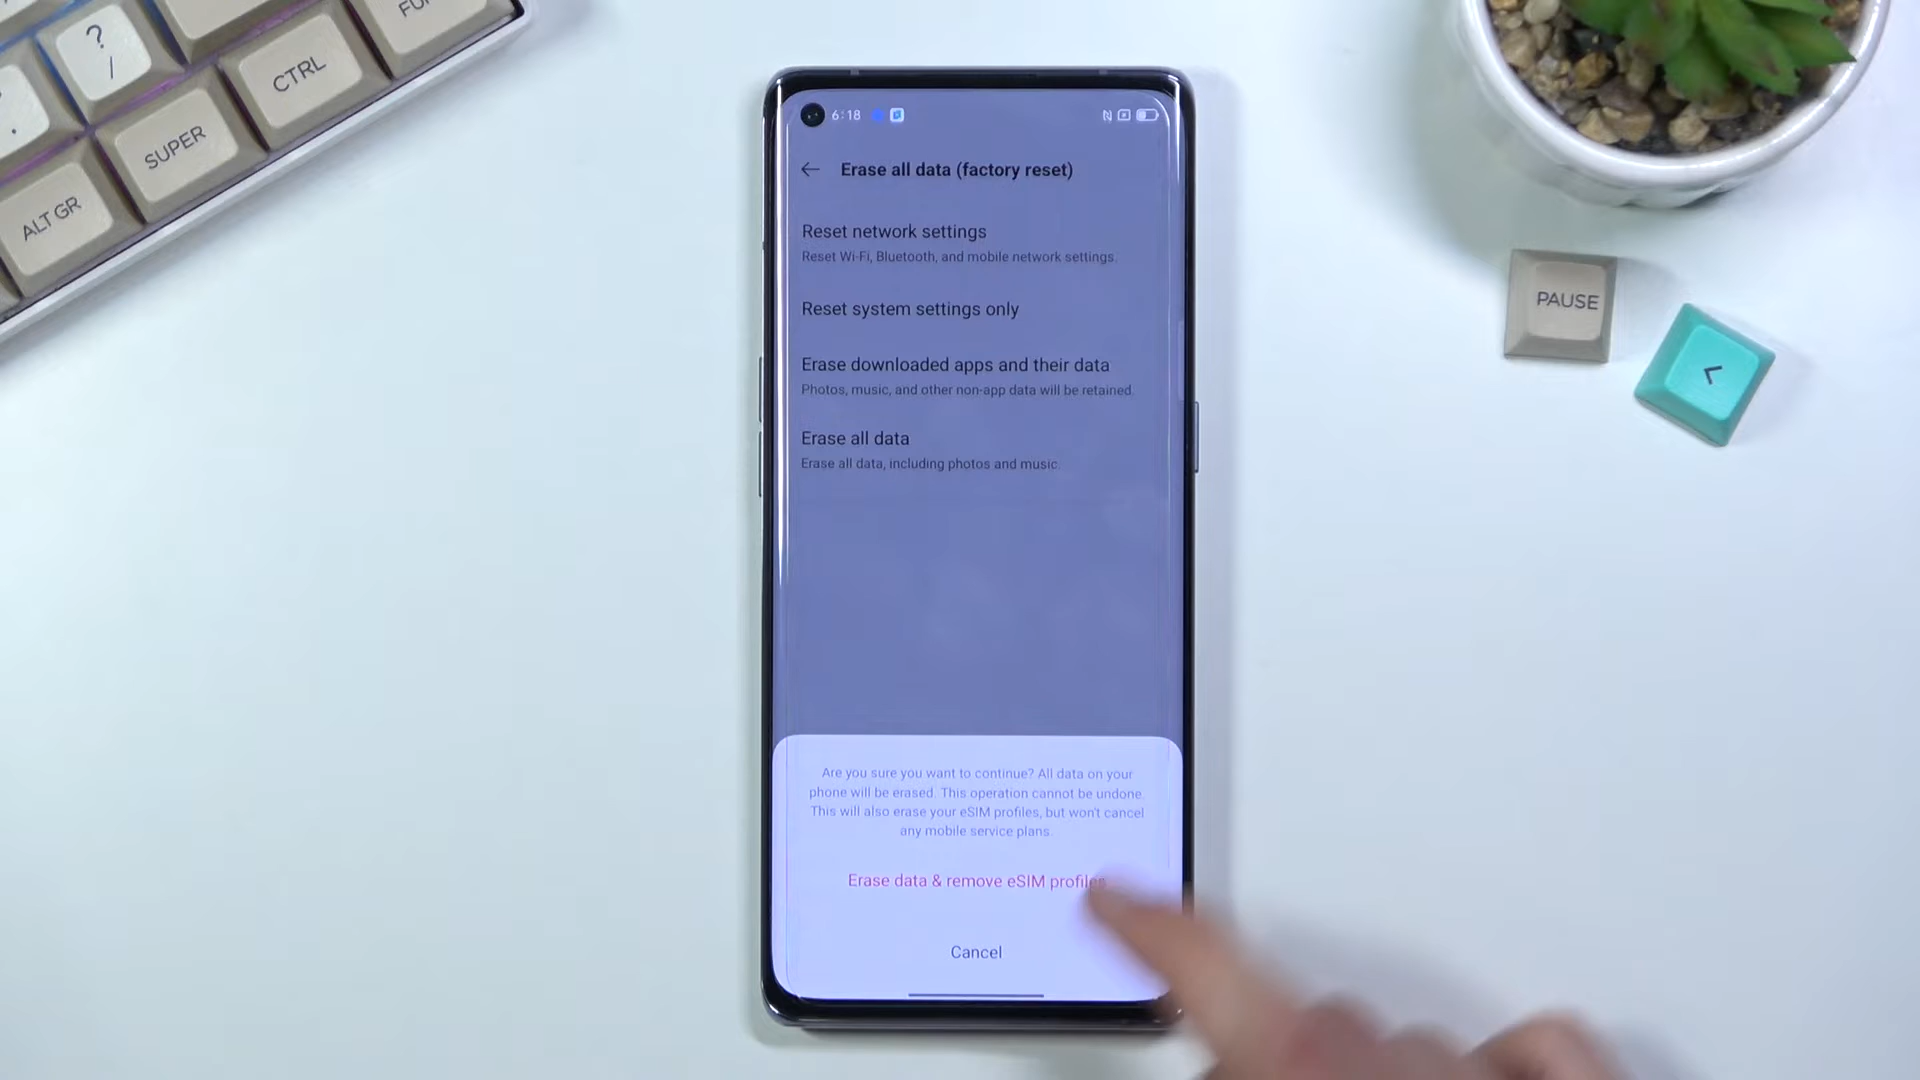 ?
/
CTRL
SUPER
ALT GR
6:18
Erase all data (factory reset)
Reset network settings
Reset Wi-Fi, Bluetooth, and mobile network settings.
Reset system settings only
Erase downloaded apps and their data
Photos, music, and other non-app data will be retained.
Erase all data
Erase all data, including photos and music.
PAUSE
<
Are you sure you want to continue? All data on your
phone will be erased. This operation cannot be undone.
This will also erase your eSIM profiles, but won't cancel
any mobile service plans.
Erase data & remove eSIM profiles
Cancel